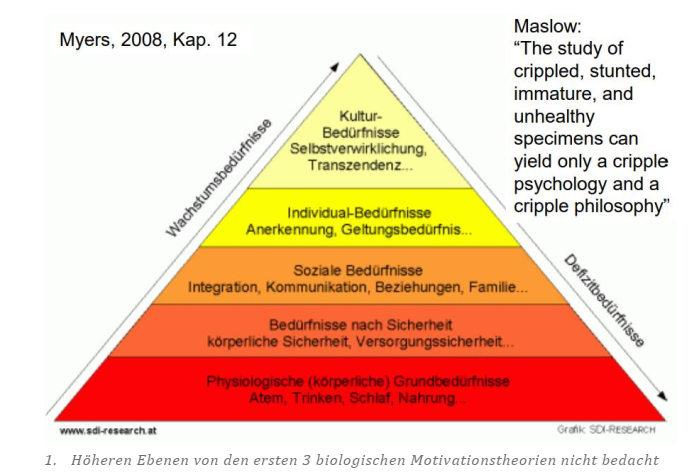 Myers, 2008, Kap. 12
Maslow:
“The study of
crippled, stunted,
immature, and
unhealthy
specimens can
yield only a cripple
psychology and a
cripple philosophy”
Wachstumsbedürfnisse
Kultur-
Bedürfnisse
Selbstverwirklichung,
Transzendenz...
Individual-Bedürfnisse
Anerkennung, Geltungsbedürfnis...
Soziale Bedürfnisse
Integration, Kommunikation, Beziehungen, Familie...
Bedürfnisse nach Sicherheit
körperliche Sicherheit, Versorgungssicherheit...
Physiologische (körperliche) Grundbedürfnisse
Atem, Trinken, Schlaf, Nahrung...
Defizitbedürfnisse
www.sdi-research.at
Grafik: SDI-RESEARCH
1. Höheren Ebenen von den ersten 3 biologischen Motivationstheorien nicht bedacht